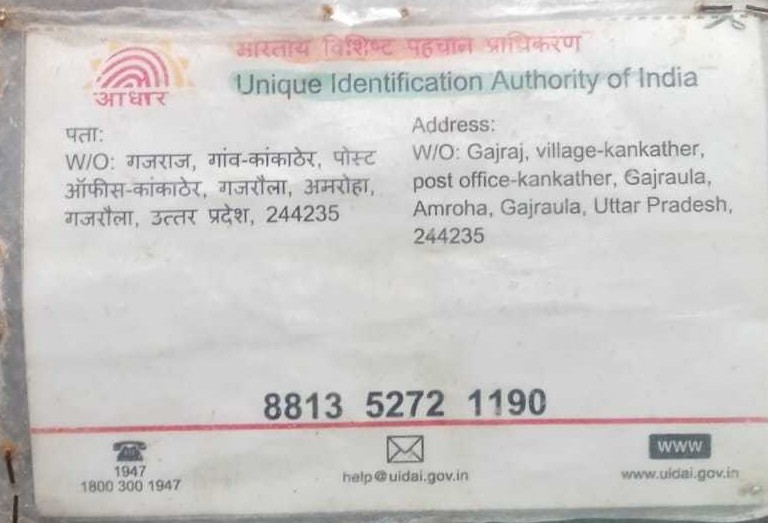 भारतीय विशिष्ट पहचान प्राधिकरण
Unique Identification Authority of India
आधार
पता:
W/O: गजराज, गांव-कांकाठेर, पोस्ट
ऑफीस-कांकाठेर, गजरौला, अमरोहा,
गजरौला, उत्तर प्रदेश, 244235
Address:
W/O: Gajraj, village-kankather,
post office-kankather, Gajraula,
Amroha, Gajraula, Uttar Pradesh,
244235
8813 5272 1190
1947
1800 300 1947
help@uidai.gov.in
www
www.uidai.gov.in